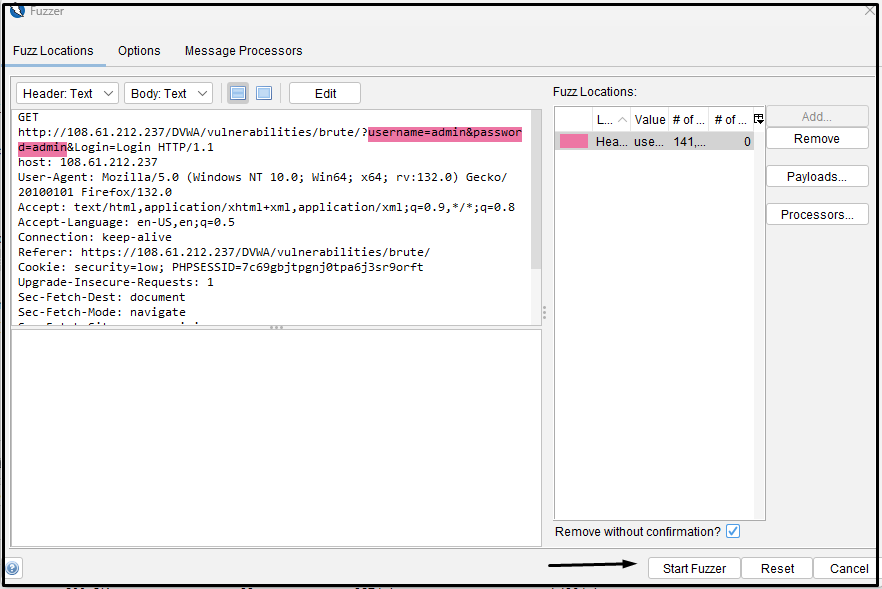 Fuzzer
Fuzz Locations Options Message Processors
Header: Text Body: Text Edit
GET
http://108.61.212.237/DVWA/vulnerabilities/brute/?username=admin&passwor
d=admin&Login=Login HTTP/1.1
host: 108.61.212.237
User-Agent: Mozilla/5.0 (Windows NT 10.0; Win64; x64; rv:132.0) Gecko/
20100101 Firefox/132.0
Accept: text/html,application/xhtml+xml,application/xml;q=0.9,*/*;q=0.8
Accept-Language: en-US,en;q=0.5
Connection: keep-alive
Referer: https://108.61.212.237/DVWA/vulnerabilities/brute/
Cookie: security=low; PHPSESSID=7c69gbjtpgnj0tpa6j3sr9orft
Upgrade-Insecure-Requests: 1
Sec-Fetch-Dest: document
Sec-Fetch-Mode: navigate
Fuzz Locations:
L... Value # of ... # of ...
Hea... use... 141,... 0
Add...
Remove
Payloads...
Processors...
Remove without confirmation?
Start Fuzzer Reset Cancel